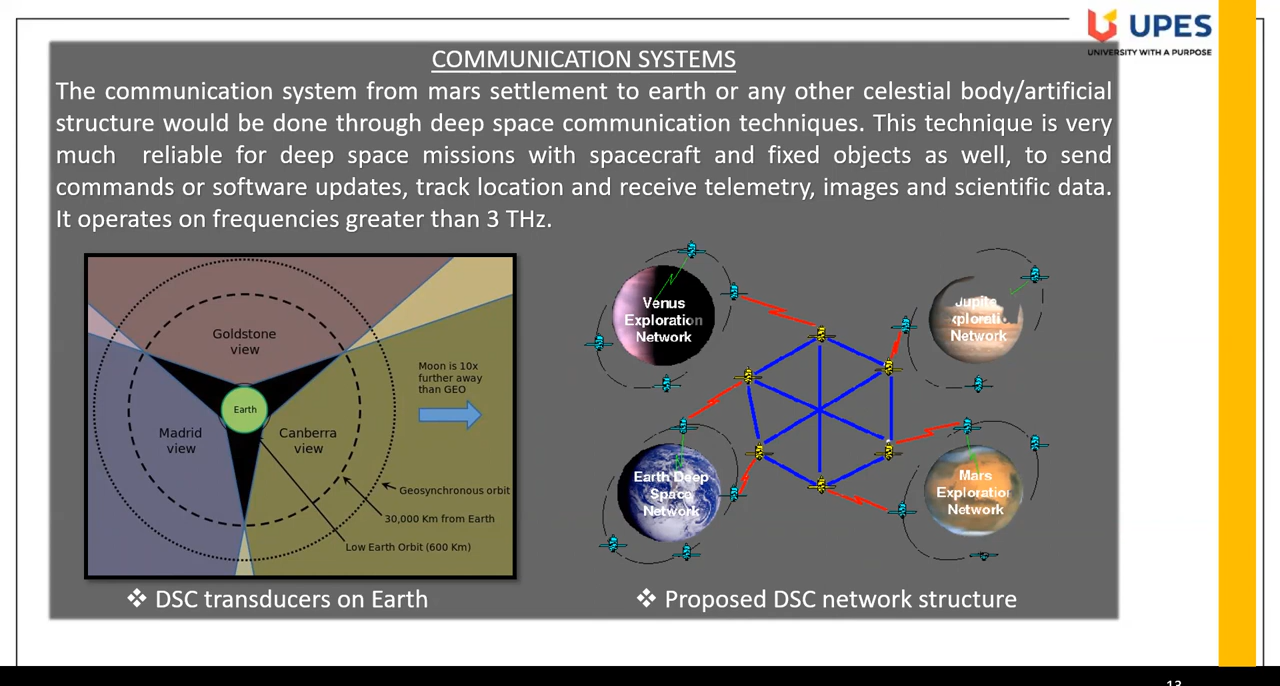 UPES
UNIVERSITY WITH A PURPOSE
COMMUNICATION SYSTEMS
The communication system from mars settlement to earth or any other celestial body/artificial
structure would be done through deep space communication techniques. This technique is very
much reliable for deep space missions with spacecraft and fixed objects as well, to send
commands or software updates, track location and receive telemetry, images and scientific data.
It operates on frequencies greater than 3 THz.
Goldstone
view
Madrid
view
Earth
Canberra
view
Moon is 10x
further away
than GEO
Geosynchronous orbit
30,000 Km from Earth
Low Earth Orbit (600 Km)
❖ DSC transducers on Earth
Venus
Exploration
Network
Network
Earth Deep
Space
Network
Mars
Exploration
Network
❖ Proposed DSC network structure